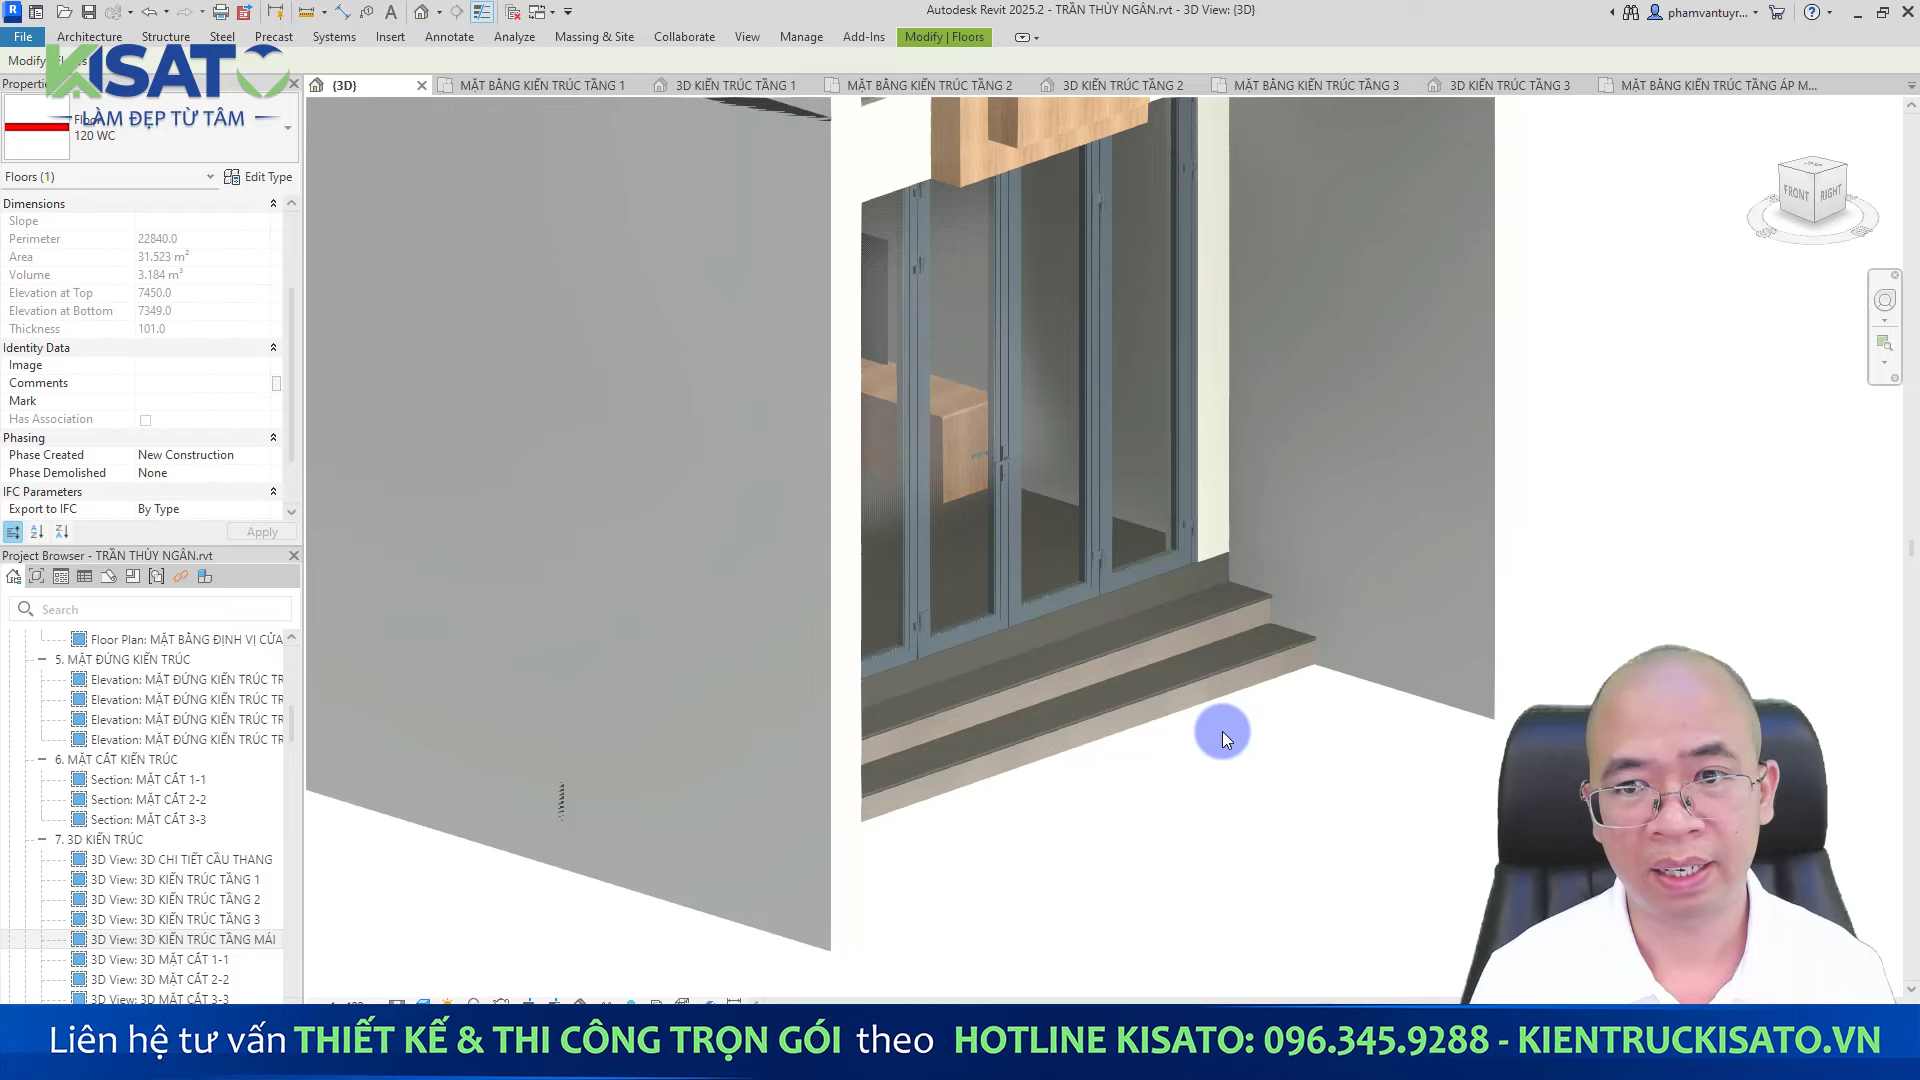 Autodesk Revit 2025.2 - TRẦN THÙY NGÂN.rvt - 3D View: {3D}
phamvantuyr...
File Architecture Structure Steel Precast Systems Insert Annotate Analyze Massing & Site Collaborate View Manage Add-Ins Modify | Floors
KISATO
LÀM ĐẸP TỪ TÂM
Floor
120 WC
{3D} MẶT BẰNG KIẾN TRÚC TẦNG 1 3D KIẾN TRÚC TẦNG 1 MẶT BẰNG KIẾN TRÚC TẦNG 2 3D KIẾN TRÚC TẦNG 2 MẶT BẰNG KIẾN TRÚC TẦNG 3 3D KIẾN TRÚC TẦNG 3 MẶT BẰNG KIẾN TRÚC TẦNG ÁP M...
Floors (1) Edit Type
Dimensions
Slope
Perimeter 22840.0
Area 31.523 m²
Volume 3.184 m³
Elevation at Top 7450.0
Elevation at Bottom 7349.0
Thickness 101.0
Identity Data
Image
Comments
Mark
Has Association
Phasing
Phase Created New Construction
Phase Demolished None
IFC Parameters
Export to IFC By Type
Apply
Project Browser - TRẦN THÙY NGÂN.rvt
Search
Floor Plan: MẶT BẰNG ĐỊNH VỊ CỬA
5. MẶT ĐỨNG KIẾN TRÚC
Elevation: MẶT ĐỨNG KIẾN TRÚC TR
Elevation: MẶT ĐỨNG KIẾN TRÚC TR
Elevation: MẶT ĐỨNG KIẾN TRÚC TR
Elevation: MẶT ĐỨNG KIẾN TRÚC TR
6. MẶT CẮT KIẾN TRÚC
Section: MẶT CẮT 1-1
Section: MẶT CẮT 2-2
Section: MẶT CẮT 3-3
7. 3D KIẾN TRÚC
3D View: 3D CHI TIẾT CẦU THANG
3D View: 3D KIẾN TRÚC TẦNG 1
3D View: 3D KIẾN TRÚC TẦNG 2
3D View: 3D KIẾN TRÚC TẦNG 3
3D View: 3D KIẾN TRÚC TẦNG MÁI
3D View: 3D MẶT CẮT 1-1
3D View: 3D MẶT CẮT 2-2
3D View: 3D MẶT CẮT 3-3
FRONT RIGHT
Liên hệ tư vấn THIẾT KẾ & THI CÔNG TRỌN GÓI theo HOTLINE KISATO: 096.345.9288 - KIENTRUCKISATO.VN